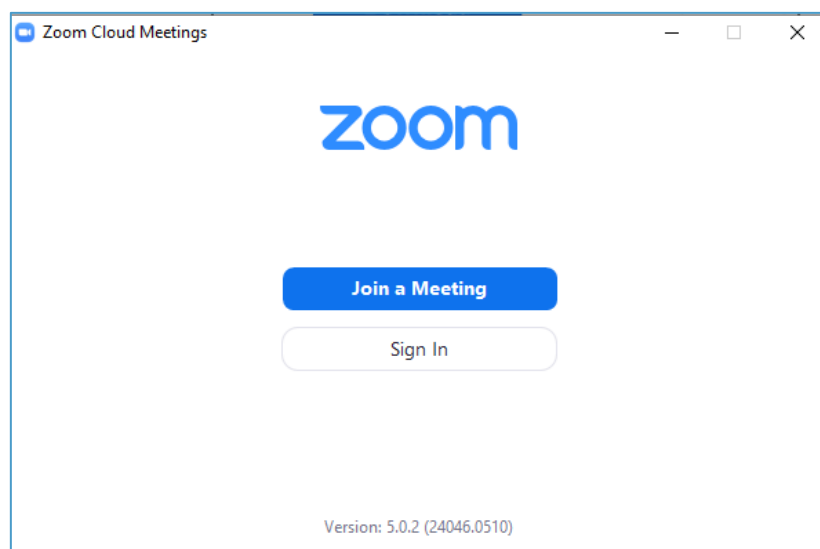 Zoom Cloud Meetings
zoom
Join a Meeting
Sign In
Version: 5.0.2 (24046.0510)